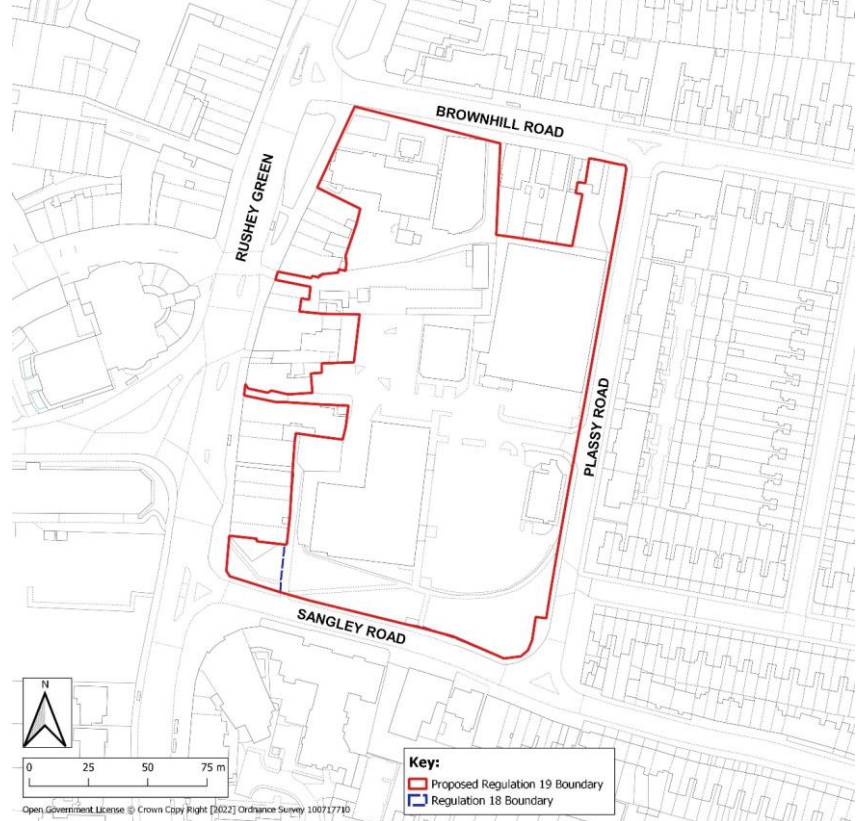 BROWNHILL ROAD
RUSHEY GREEN
PLASSY ROAD
SANGLEY ROAD
N
0 25 50 75 m
Key:
Proposed Regulation 19 Boundary
Regulation 18 Boundary
Open Government License © Crown Copy Right [2022] Ordnance Survey 100717710